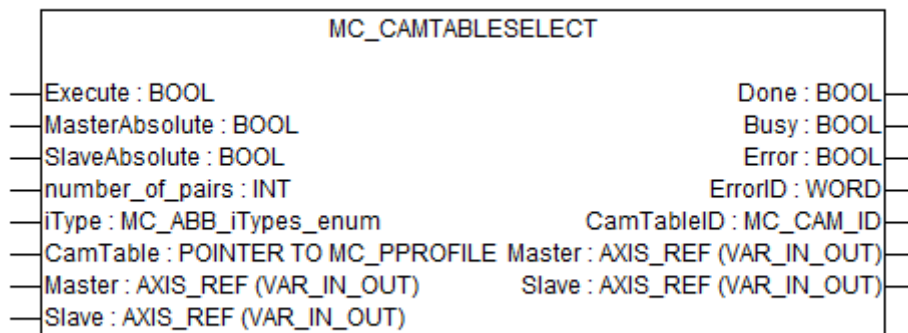 MC_CAMTABLESELECT
Execute : BOOL Done : BOOL
MasterAbsolute : BOOL Busy : BOOL
SlaveAbsolute : BOOL Error : BOOL
number_of_pairs : INT ErrorID : WORD
iType : MC_ABB_iTypes_enum CamTableID : MC_CAM_ID
CamTable : POINTER TO MC_PPROFILE Master : AXIS_REF (VAR_IN_OUT)
Master : AXIS_REF (VAR_IN_OUT) Slave : AXIS_REF (VAR_IN_OUT)
Slave : AXIS_REF (VAR_IN_OUT)